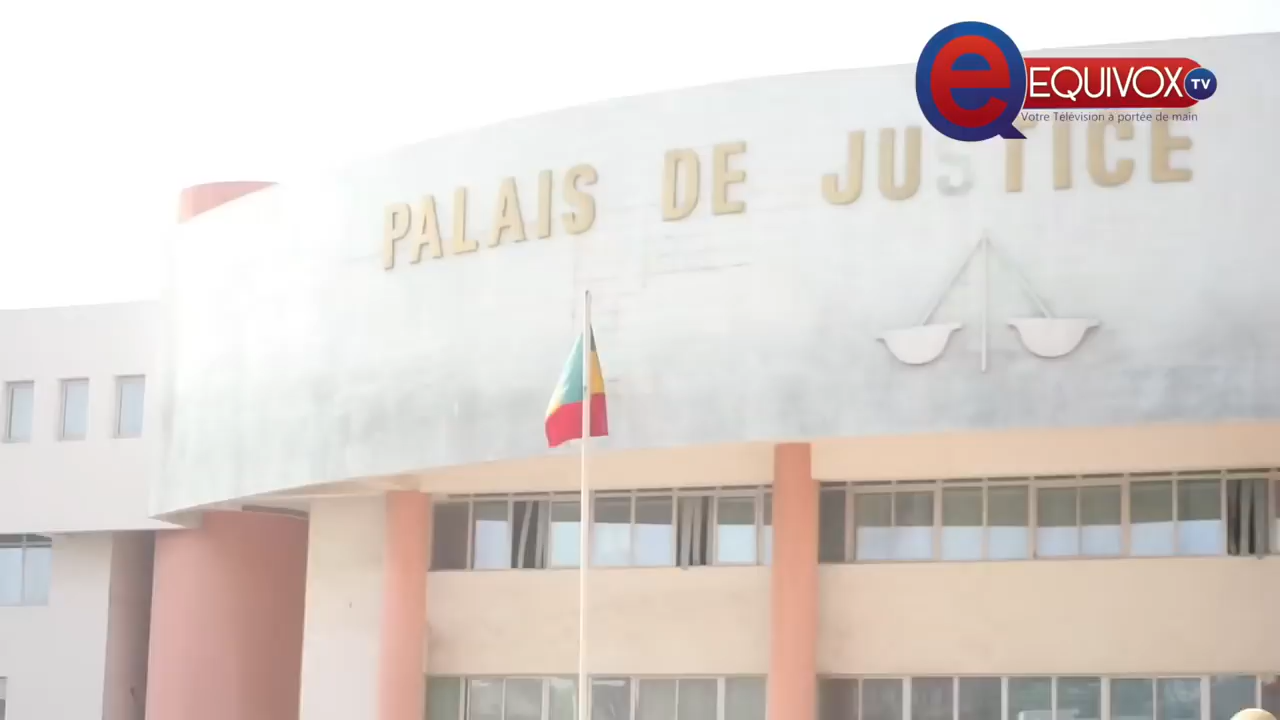 EQUIVOX TV
Votre Télévision à portée de main
PALAIS DE JUSTICE